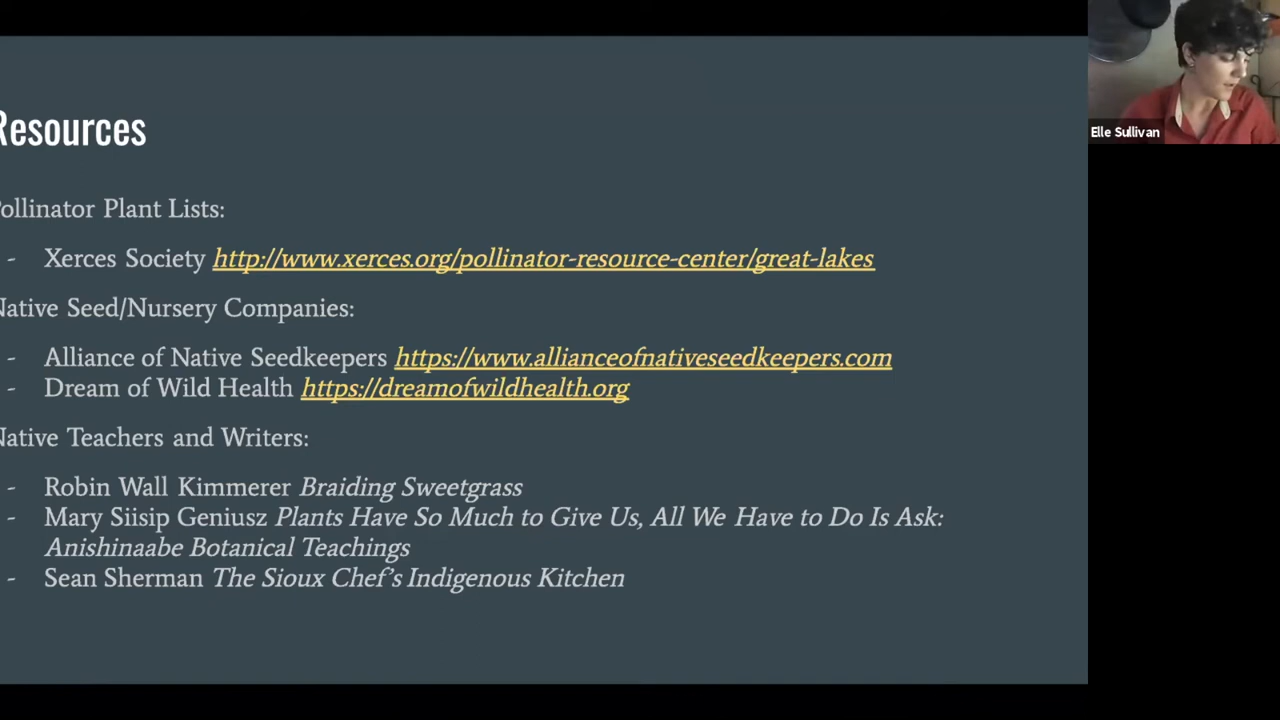 Resources
Elle Sullivan
Pollinator Plant Lists:
- Xerces Society http://www.xerces.org/pollinator-resource-center/great-lakes
Native Seed/Nursery Companies:
- Alliance of Native Seedkeepers https://www.allianceofnativeseedkeepers.com
- Dream of Wild Health https://dreamofwildhealth.org
Native Teachers and Writers:
- Robin Wall Kimmerer Braiding Sweetgrass
- Mary Siisip Geniusz Plants Have So Much to Give Us, All We Have to Do Is Ask:
Anishinaabe Botanical Teachings
- Sean Sherman The Sioux Chef's Indigenous Kitchen